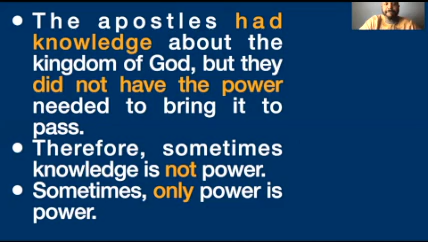 • The apostles had
knowledge about the
kingdom of God, but they
did not have the power
needed to bring it to
pass.
• Therefore, sometimes
knowledge is not power.
• Sometimes, only power is
power.